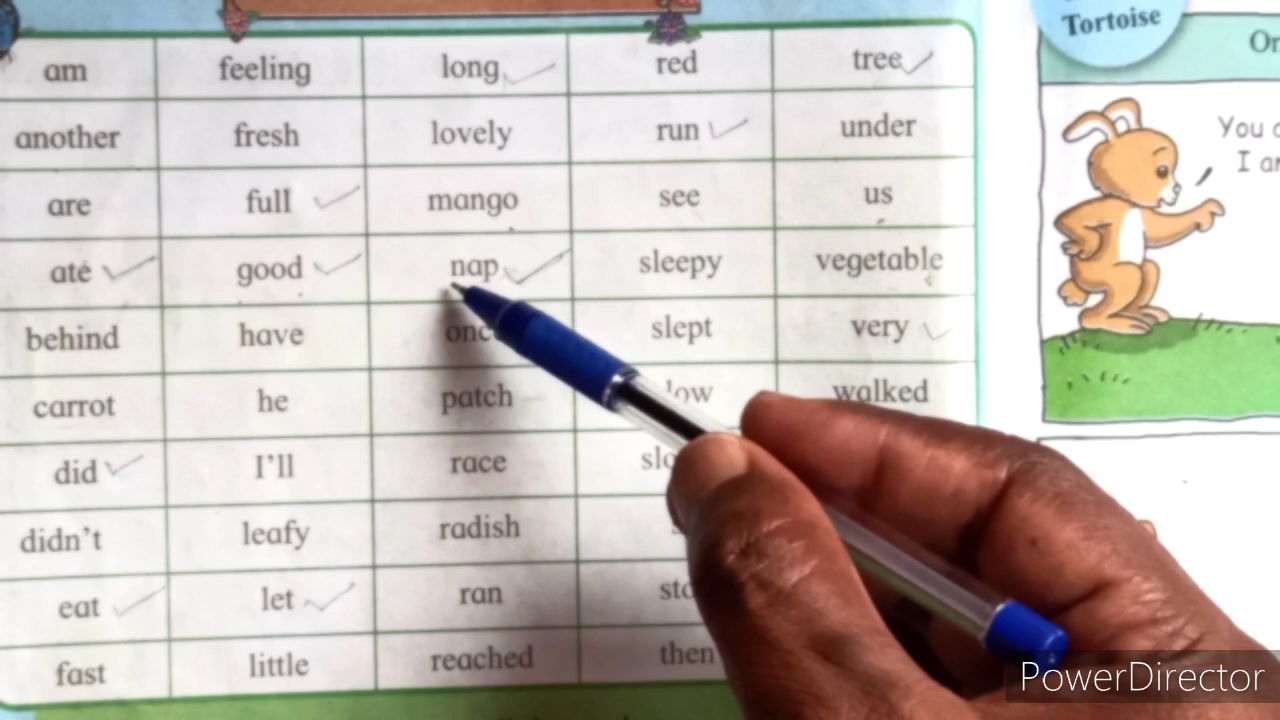 Tortoise
am feeling long red tree
another fresh lovely run under
are full mango see us
ate good nap sleepy vegetable
behind have slept very
carrot he patch walked
did I'll race
didn't leafy radish
eat let ran
fast little reached then
You
I
PowerDirector